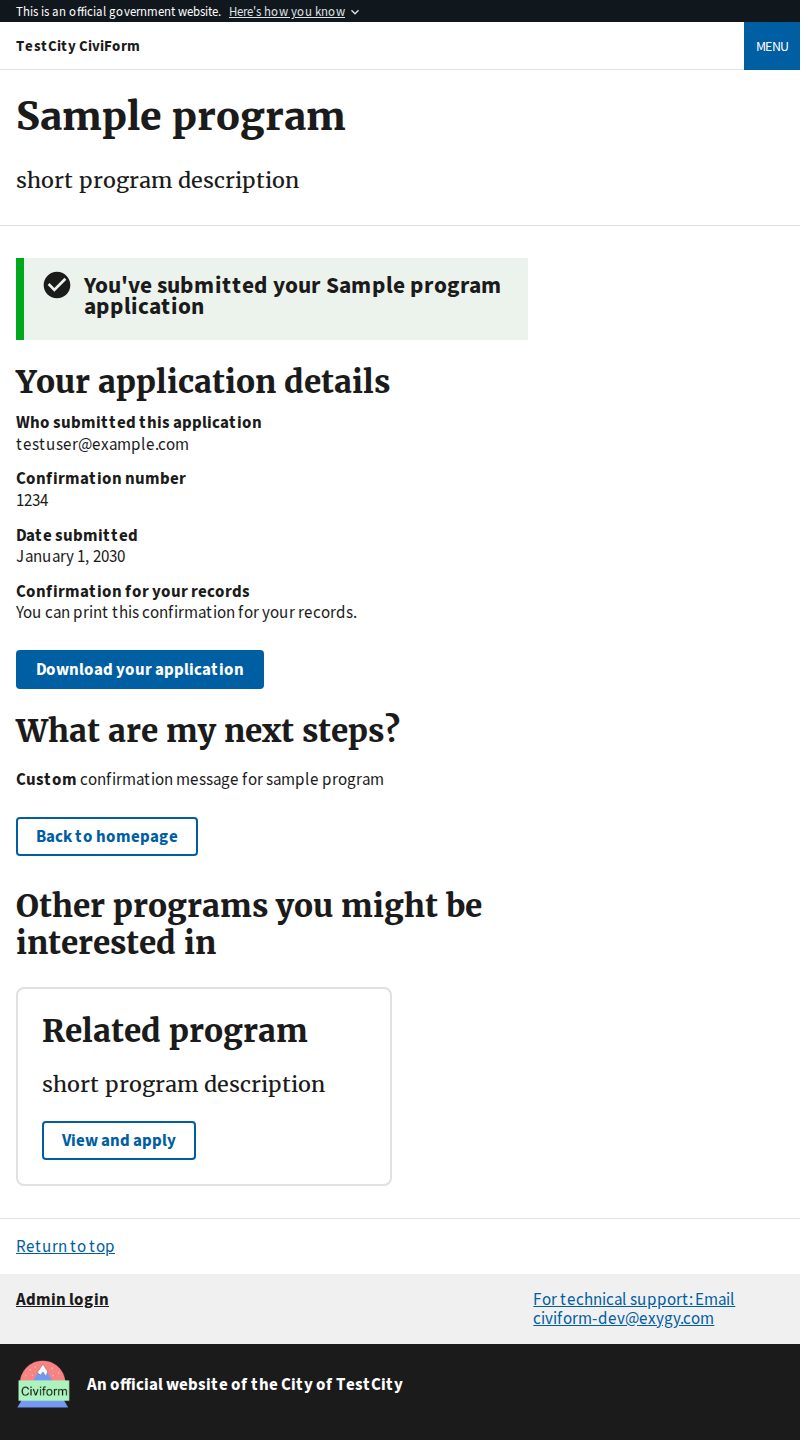 This is an official government website. Here's how you know
TestCity CiviForm
MENU
Sample program
short program description
You've submitted your Sample program
application
Your application details
Who submitted this application
testuser@example.com
Confirmation number
1234
Date submitted
January 1, 2030
Confirmation for your records
You can print this confirmation for your records.
Download your application
What are my next steps?
Custom confirmation message for sample program
Back to homepage
Other programs you might be
interested in
Related program
short program description
View and apply
Return to top
Admin login
For technical support: Email
civiform-dev@exygy.com
Civiform
An official website of the City of TestCity